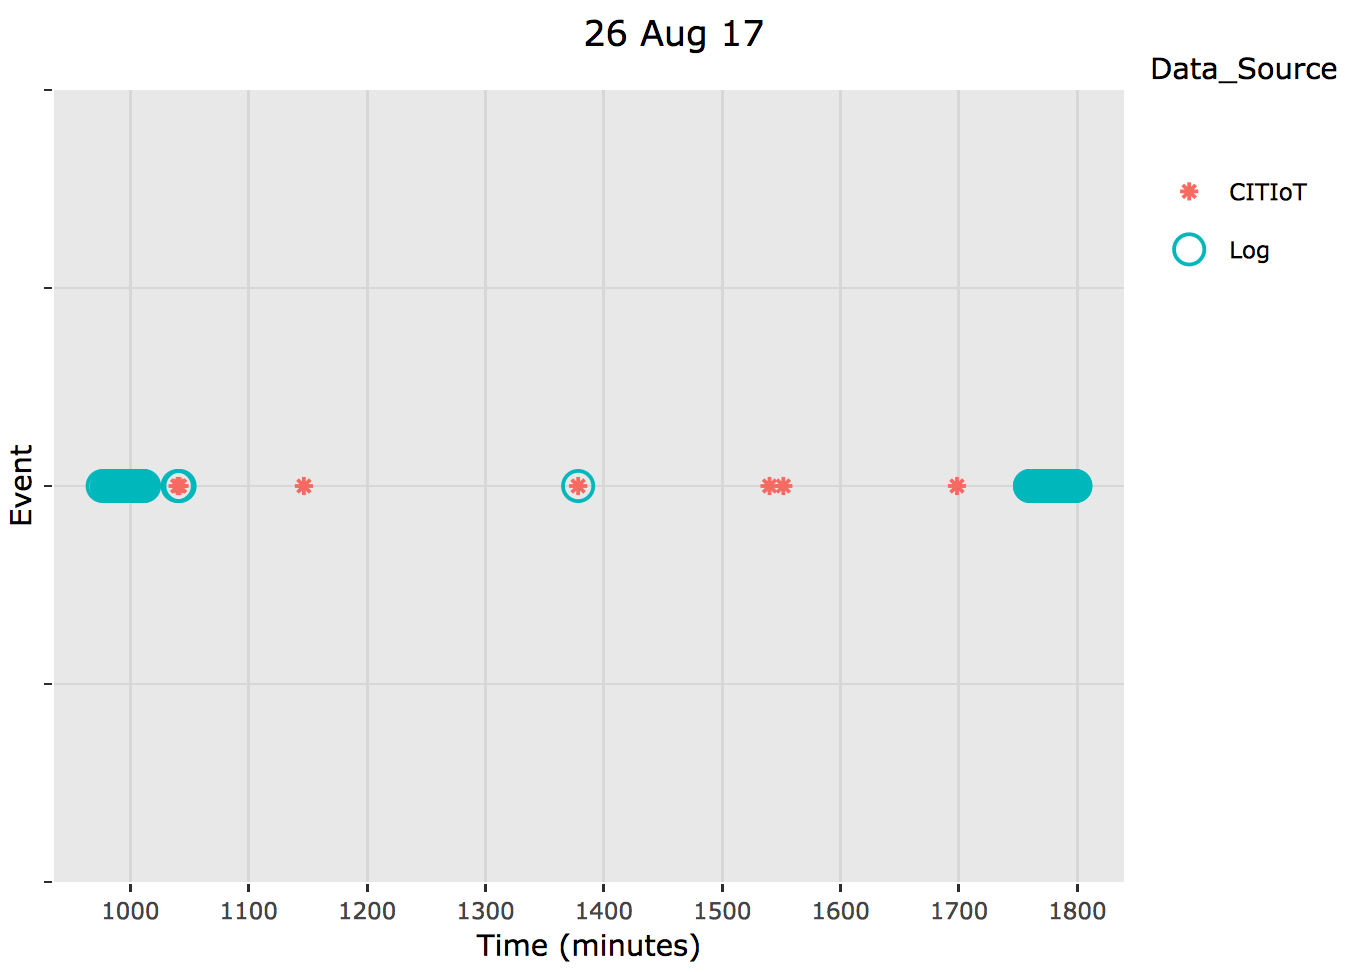 26 Aug 17
Data_Source
CITIoT
Log
Event
1000 1100 1200 1300 1400 1500 1600 1700 1800
Time (minutes)